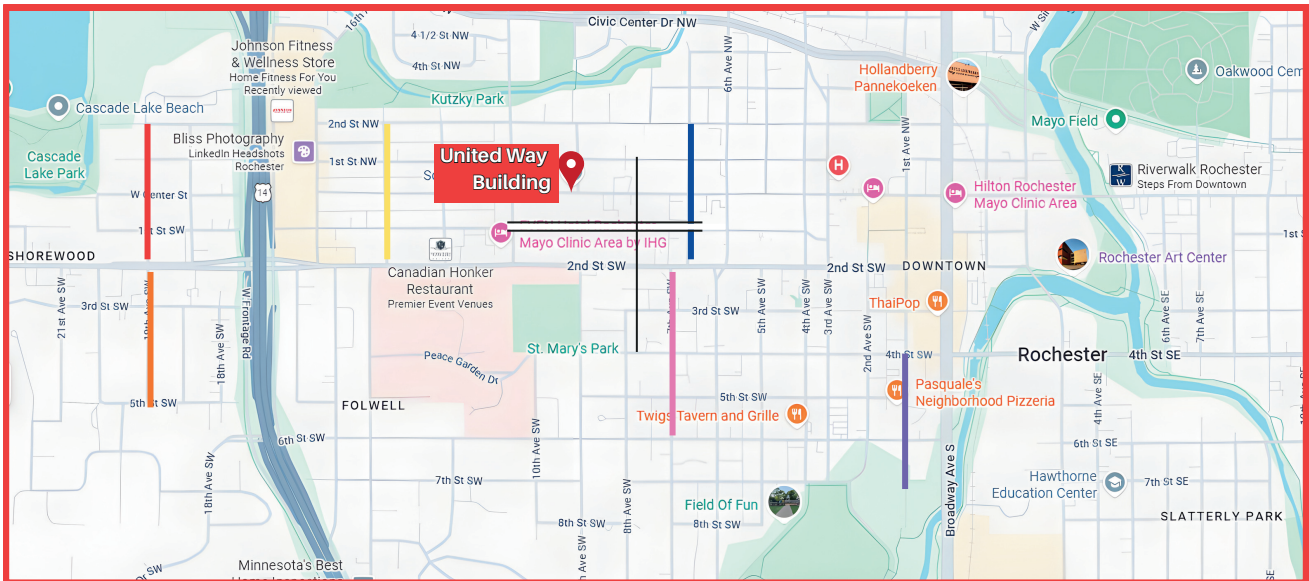 Civic Center Dr NW
16th Ave
4 1/2 St NW
4th St NW
Johnson Fitness
& Wellness Store
Home Fitness For You
Recently viewed
Kutzky Park
6th Ave NW
Hollandberry
Pannekoeken
Oakwood Cem
Cascade Lake Beach
Mayo Field
2nd St NW
Bliss Photography
LinkedIn Headshots
Rochester
1st St NW
United Way
Building
H
1st Ave NW
Cascade
Lake Park
Riverwalk Rochester
Steps From Downtown
W Center St
14
Hilton Rochester
Mayo Clinic Area
1st St SW
1st S
Mayo Clinic Area by IHG
SHOREWOOD
Canadian Honker
Restaurant
Premier Event Venues
2nd St SW
2nd St SW
DOWNTOWN
Rochester Art Center
21st Ave SW
3rd St SW
W Frontage Rd
18th Ave SW
3rd St SW
5th Ave SW
4th Ave SW
3rd Ave SW
2nd Ave SW
ThaiPop
6th Ave SE
7th Ave SE
St. Mary's Park
Peace Garden Dr
4th St SW
Rochester
4th St SE
5th St SW
FOLWELL
5th St SW
Twigs Tavern and Grille
Pasquale's
Neighborhood Pizzeria
4th Ave SE
6th St SW
10th Ave SW
6th St SE
18th Ave SW
7th St SW
8th Ave SW
Broadway Ave S
Hawthorne
Education Center
7th St SE
Field Of Fun
8th St SW
8th St SW
SLATTERLY PARK
Minnesota's Best